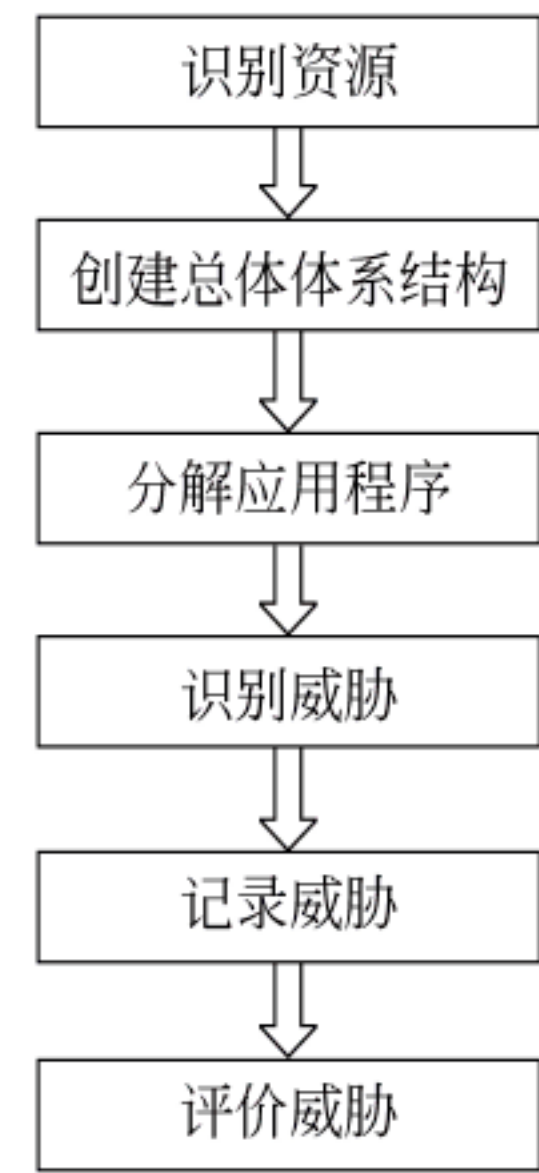 识别资源
创建总体体系结构
分解应用程序
识别威胁
记录威胁
评价威胁